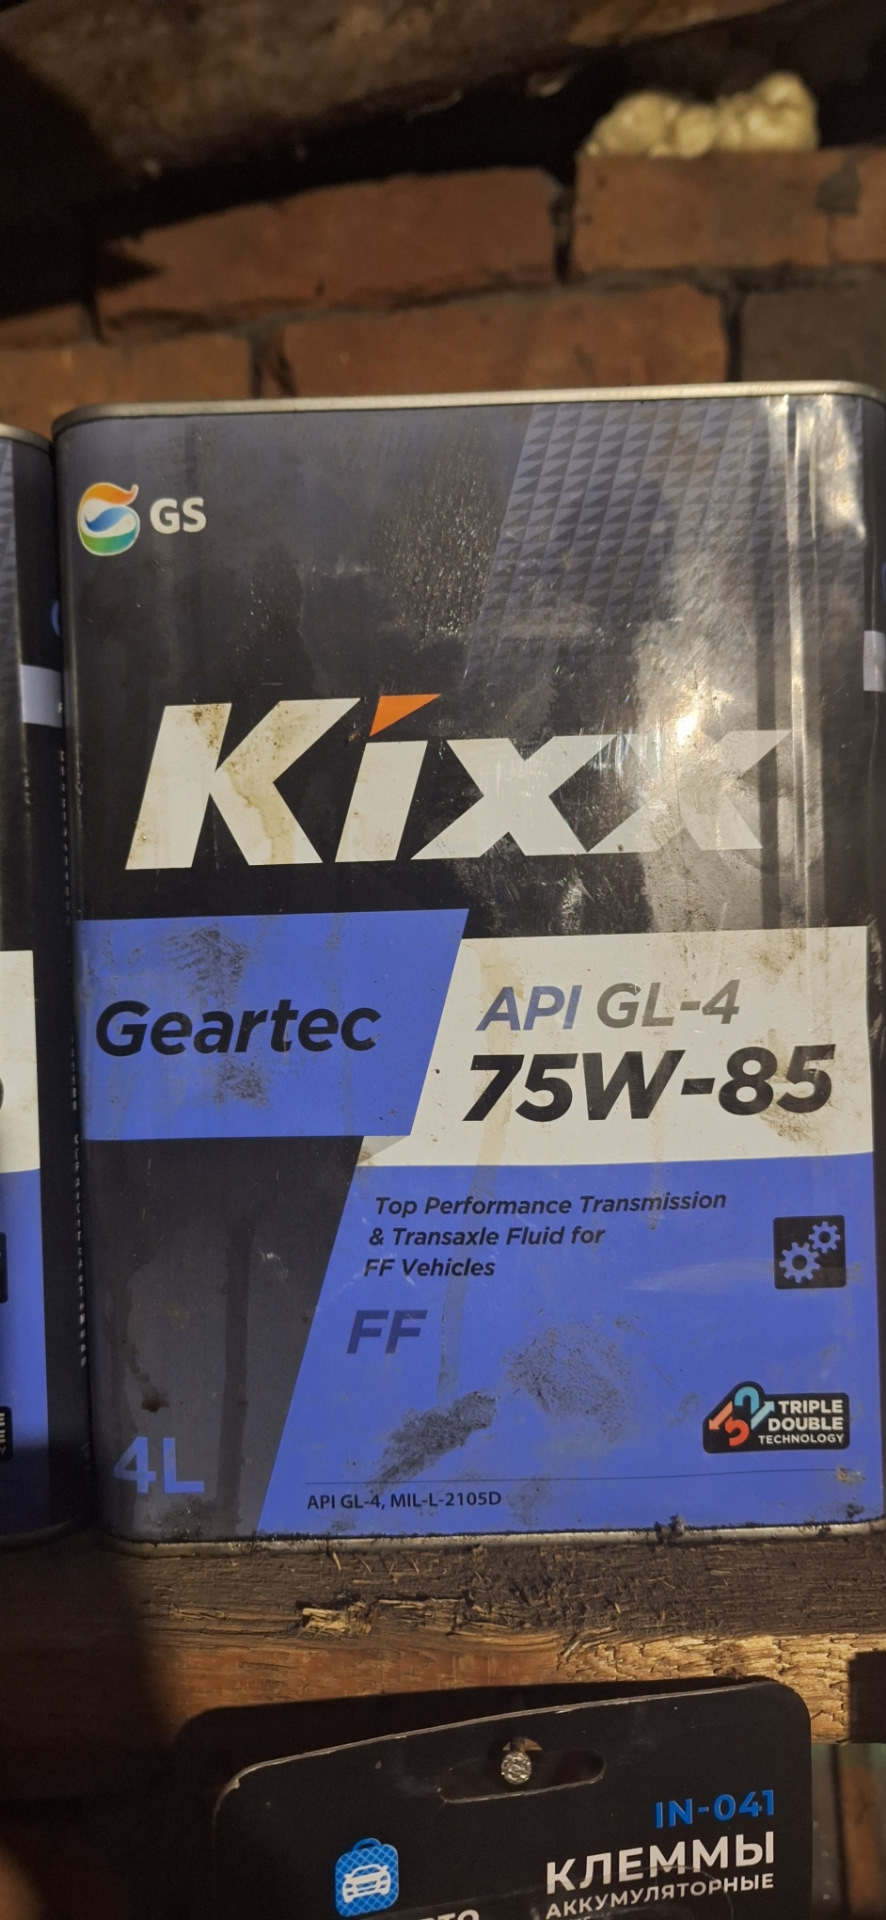 GS
Kixx
Geartec
API GL-4
75W-85
Top Performance Transmission
& Transaxle Fluid for
FF Vehicles
FF
TRIPLE
DOUBLE
TECHNOLOGY
4L
API GL-4, MIL-L-2105D
IN-041
КЛЕММЫ
АККУМУЛЯТОРНЫЕ